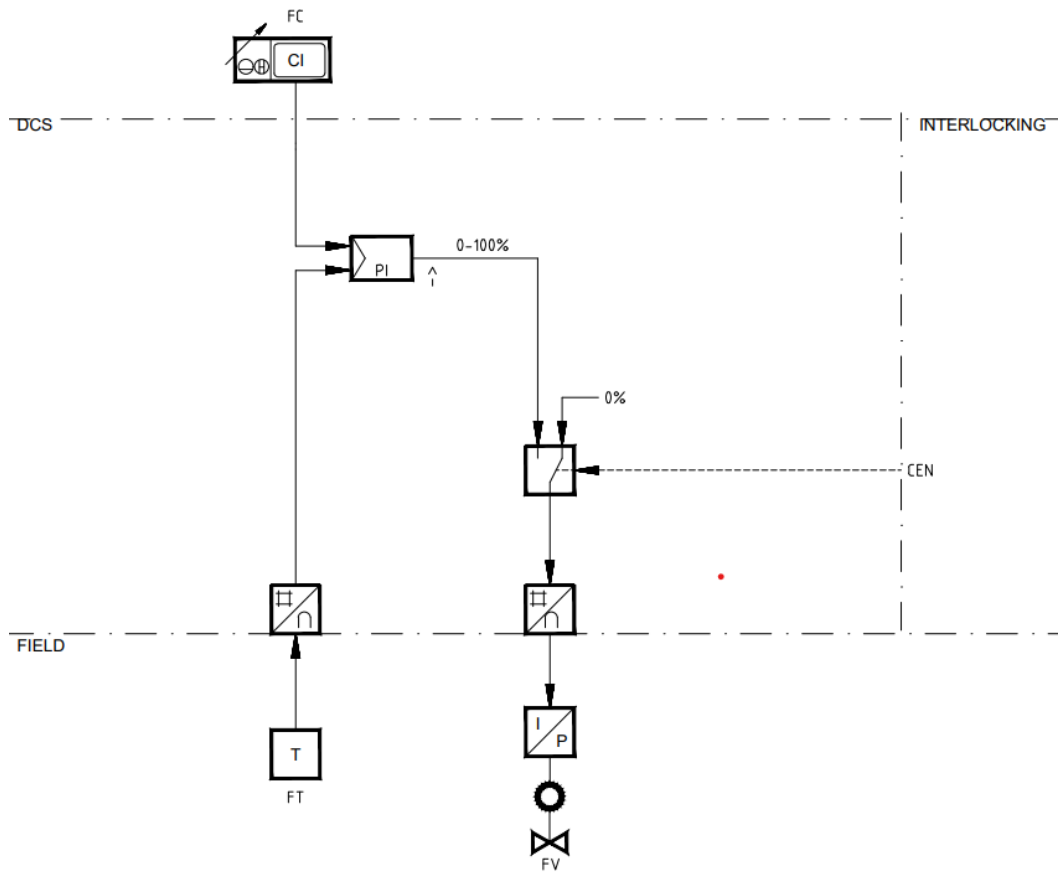 FC
CI
DCS
INTERLOCKING
PI
0-100%
0%
CEN
FIELD
I
P
T
FT
FV